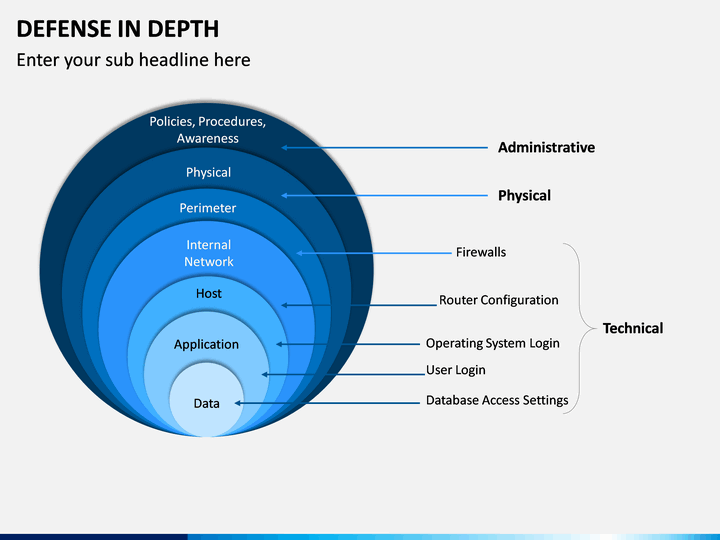 DEFENSE IN DEPTH
Enter your sub headline here
Policies, Procedures,
Awareness
Administrative
Physical
Physical
Perimeter
Internal
Network
Firewalls
Host
Router Configuration
Technical
Application
Operating System Login
User Login
Data
Database Access Settings